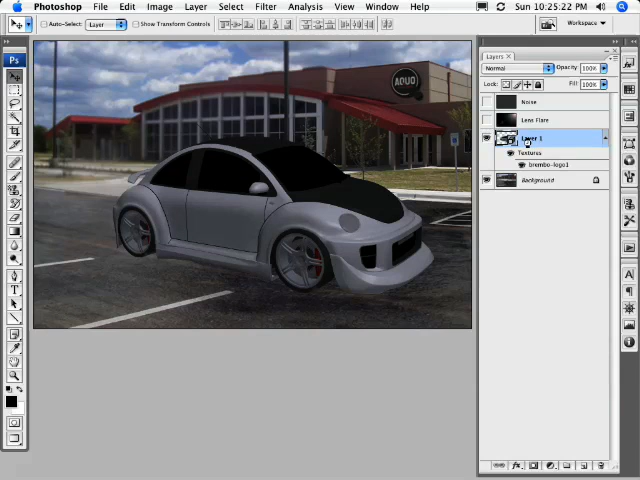 Photoshop File Edit Image Layer Select Filter Analysis View Window Help Sun 10:25:22 PM
Auto-Select: Layer Show Transform Controls Workspace
Ps
Layers
Normal Opacity: 100%
Lock: Fill: 100%
Noise
Lens Flare
Layer 1
Textures
brembo-logo1
Background
AQUO